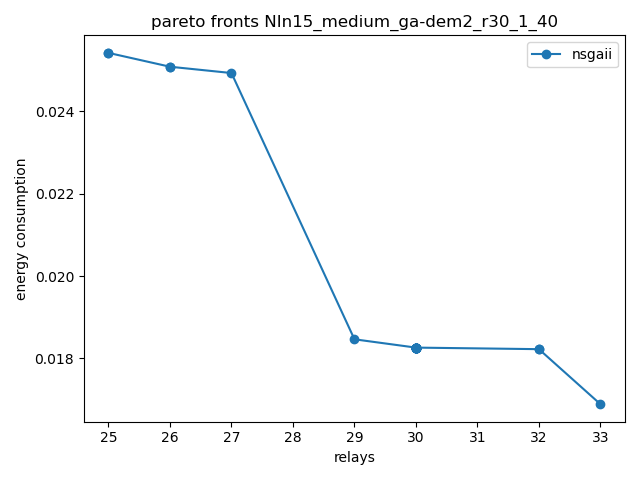 pareto fronts NIn15_medium_ga-dem2_r30_1_40
nsgaii
0.024
0.022
0.020
0.018
energy consumption
25 26 27 28 29 30 31 32 33
relays